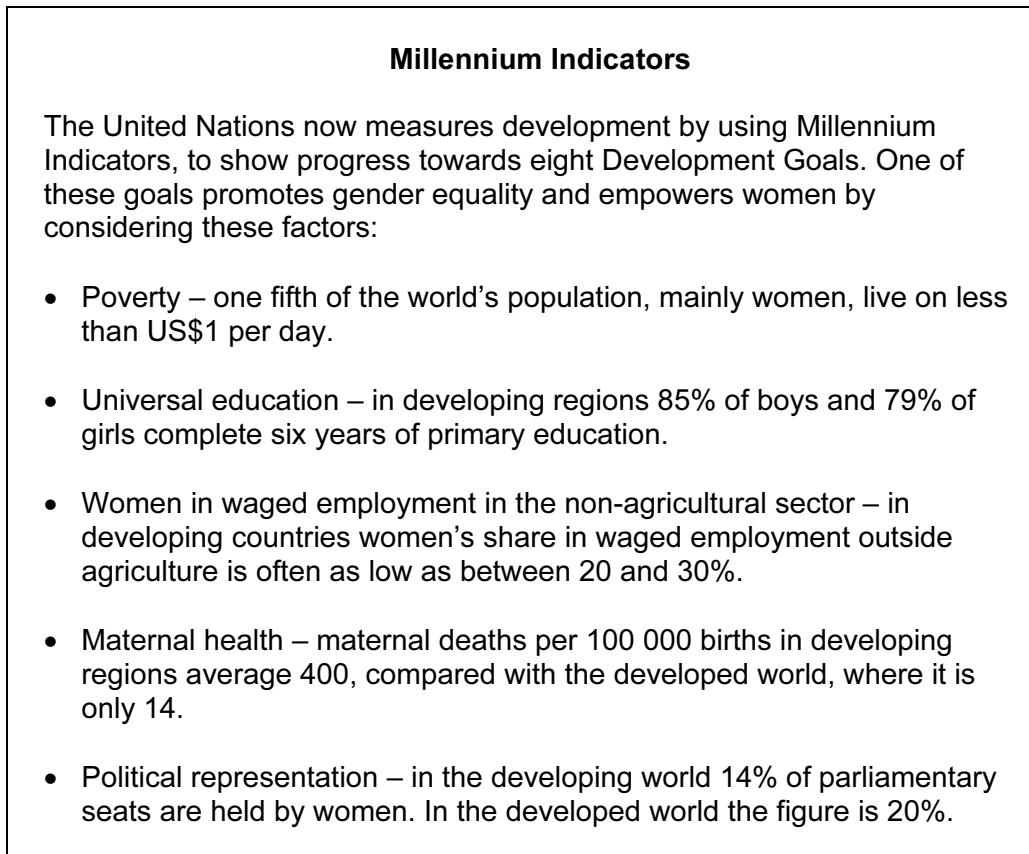 Millennium Indicators
The United Nations now measures development by using Millennium
Indicators, to show progress towards eight Development Goals. One of
these goals promotes gender equality and empowers women by
considering these factors:
• Poverty – one fifth of the world's population, mainly women, live on less
than US$1 per day.
• Universal education – in developing regions 85% of boys and 79% of
girls complete six years of primary education.
• Women in waged employment in the non-agricultural sector – in
developing countries women's share in waged employment outside
agriculture is often as low as between 20 and 30%.
• Maternal health – maternal deaths per 100 000 births in developing
regions average 400, compared with the developed world, where it is
only 14.
• Political representation – in the developing world 14% of parliamentary
seats are held by women. In the developed world the figure is 20%.